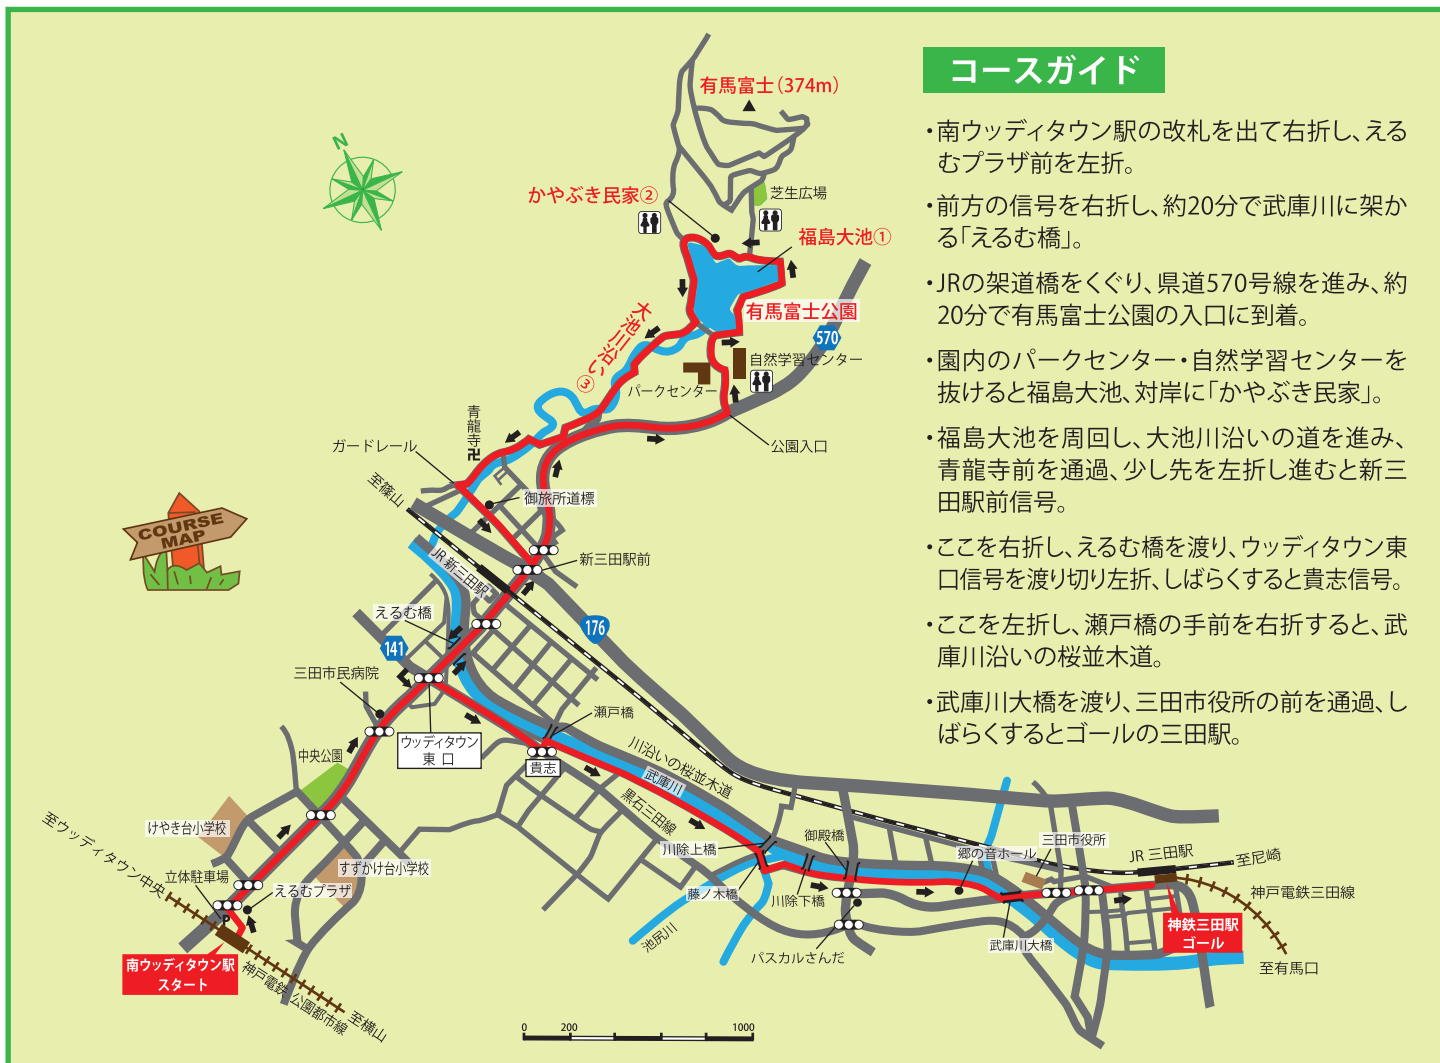 コースガイド
・南ウッディタウン駅の改札を出て右折し、える
むプラザ前を左折。
・前方の信号を右折し、約20分で武庫川に架か
る「えるむ橋」。
・JRの架道橋をくぐり、県道570号線を進み、約
20分で有馬富士公園の入口に到着。
・園内のパークセンター・自然学習センターを
抜けると福島大池、対岸に「かやぶき民家」。
・福島大池を周回し、大池川沿いの道を進み、
青龍寺前を通過、少し先を左折し進むと新三
田駅前信号。
・ここを右折し、えるむ橋を渡り、ウッディタウン東
口信号を渡り切り左折、しばらくすると貴志信号。
・ここを左折し、瀬戸橋の手前を右折すると、武
庫川沿いの桜並木道。
・武庫川大橋を渡り、三田市役所の前を通過、し
ばらくするとゴールの三田駅。
有馬富士（374m）
N
かやぶき民家②
芝生広場
福島大池①
有馬富士公園
大池川沿い③
570
自然学習センター
パークセンター
青龍寺卍
ガードレール
公園入口
至篠山
御旅所道標
JR 新三田駅
新三田駅前
COURSE
MAP
えるむ橋
176
141
三田市民病院
瀬戸橋
ウッディタウン
東 口
中央公園
貴志
川沿いの桜並木道
武庫川
黒石三田線
至ウッディタウン中央
けやき台小学校
すずかけ台小学校
川除上橋
御殿橋
三田市役所
郷の音ホール
JR 三田駅
至尼崎
立体駐車場
えるむプラザ
P
藤ノ木橋
川除下橋
神戸電鉄三田線
池尻川
パスカルさんだ
武庫川大橋
神鉄三田駅
ゴール
至有馬口
南ウッディタウン駅
スタート
神戸電鉄 公園都市線
至横山
0 200 1000